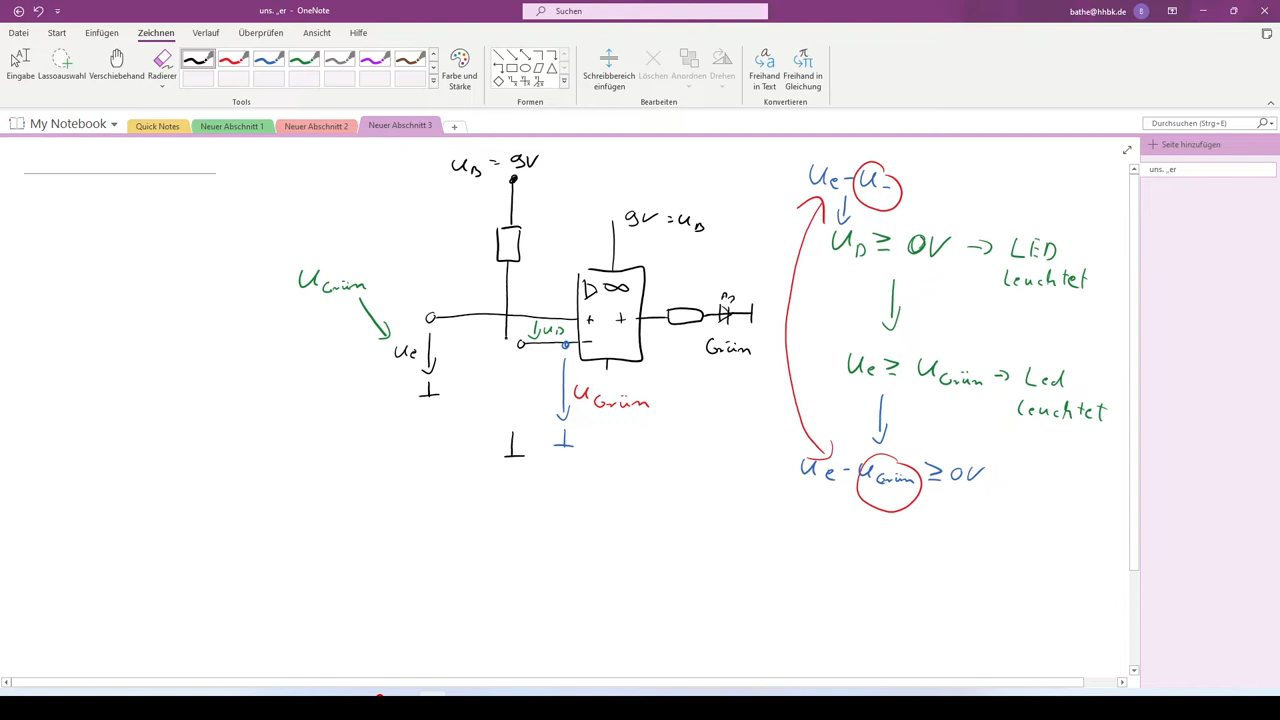 uns. _er - OneNote
Suchen
bathe@hhbk.de
B
Datei Start Einfügen Zeichnen Verlauf Überprüfen Ansicht Hilfe
Eingabe Lassoauswahl Verschiebehand Radierer
Farbe und Stärke
Schreibbereich einfügen
Löschen Anordnen Drehen
Freihand in Text
Freihand in Gleichung
Tools Formen Bearbeiten Konvertieren
My Notebook
Quick Notes Neuer Abschnitt 1 Neuer Abschnitt 2 Neuer Abschnitt 3
Durchsuchen (Strg+E)
Seite hinzufügen
uns. _er
UB = 9V
9V = UB
UGrün
Ue
UD
▷ ∞
+ +
−
Grün
UGrün
Ue - U-
UD ≥ 0V → LED
leuchtet
Ue ≥ UGrün → Led
leuchtet
Ue - UGrün ≥ 0V